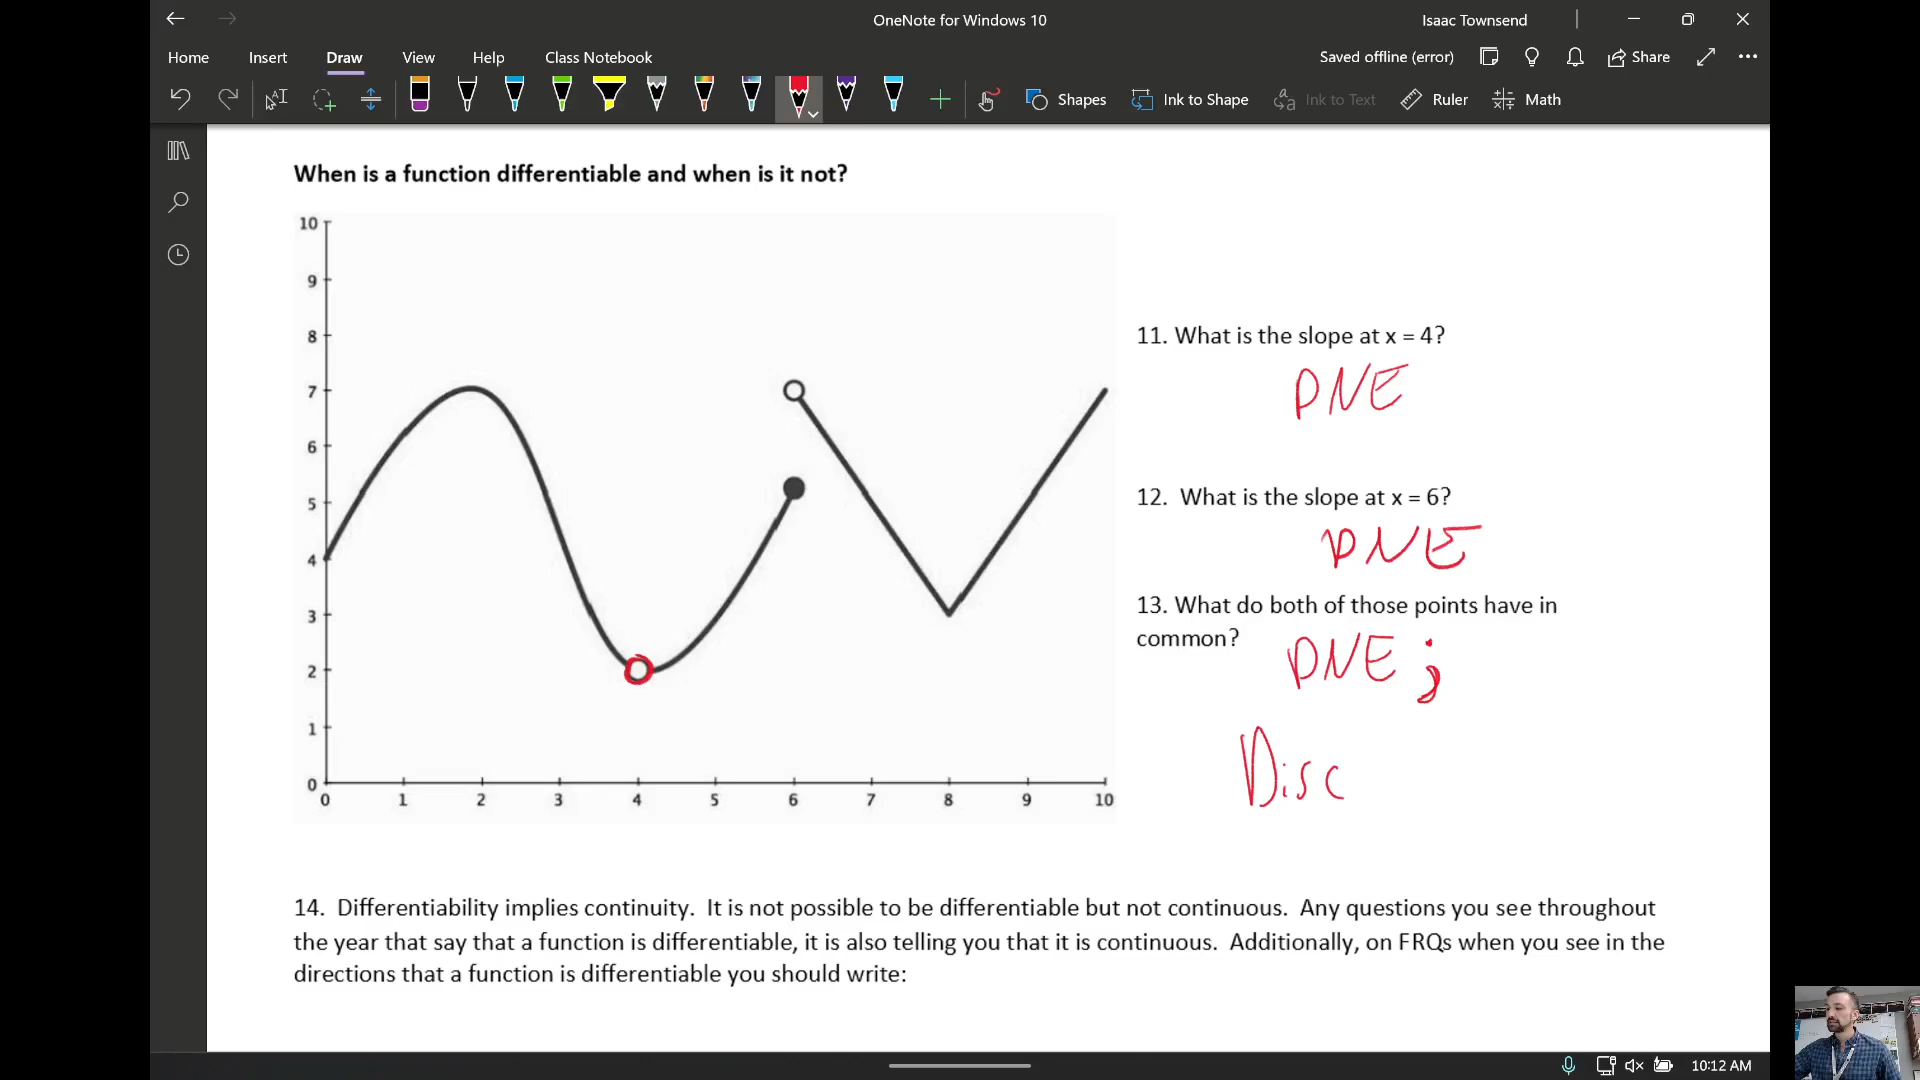 OneNote for Windows 10
Isaac Townsend
Home Insert Draw View Help Class Notebook
Saved offline (error) Share
Shapes Ink to Shape Ink to Text Ruler Math
When is a function differentiable and when is it not?
10
9
8
7
6
5
4
3
2
1
0
0 1 2 3 4 5 6 7 8 9 10
11. What is the slope at x = 4?
DNE
12. What is the slope at x = 6?
DNE
13. What do both of those points have in
common?
DNE ;
Disc
14. Differentiability implies continuity. It is not possible to be differentiable but not continuous. Any questions you see throughout
the year that say that a function is differentiable, it is also telling you that it is continuous. Additionally, on FRQs when you see in the
directions that a function is differentiable you should write:
10:12 AM